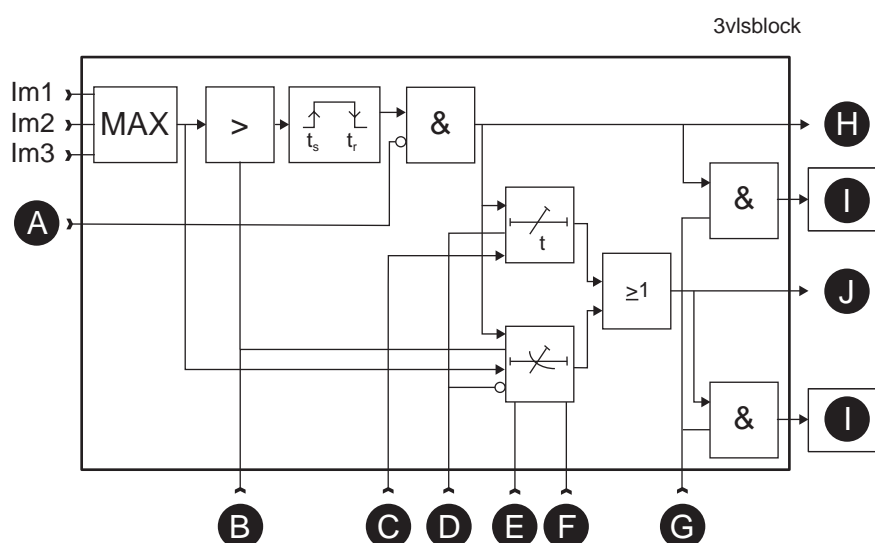 3vlsblock
Im1
Im2
Im3
MAX
>
ts tr
&
H
&
I
A
t
≥1
J
&
I
B C D E F G